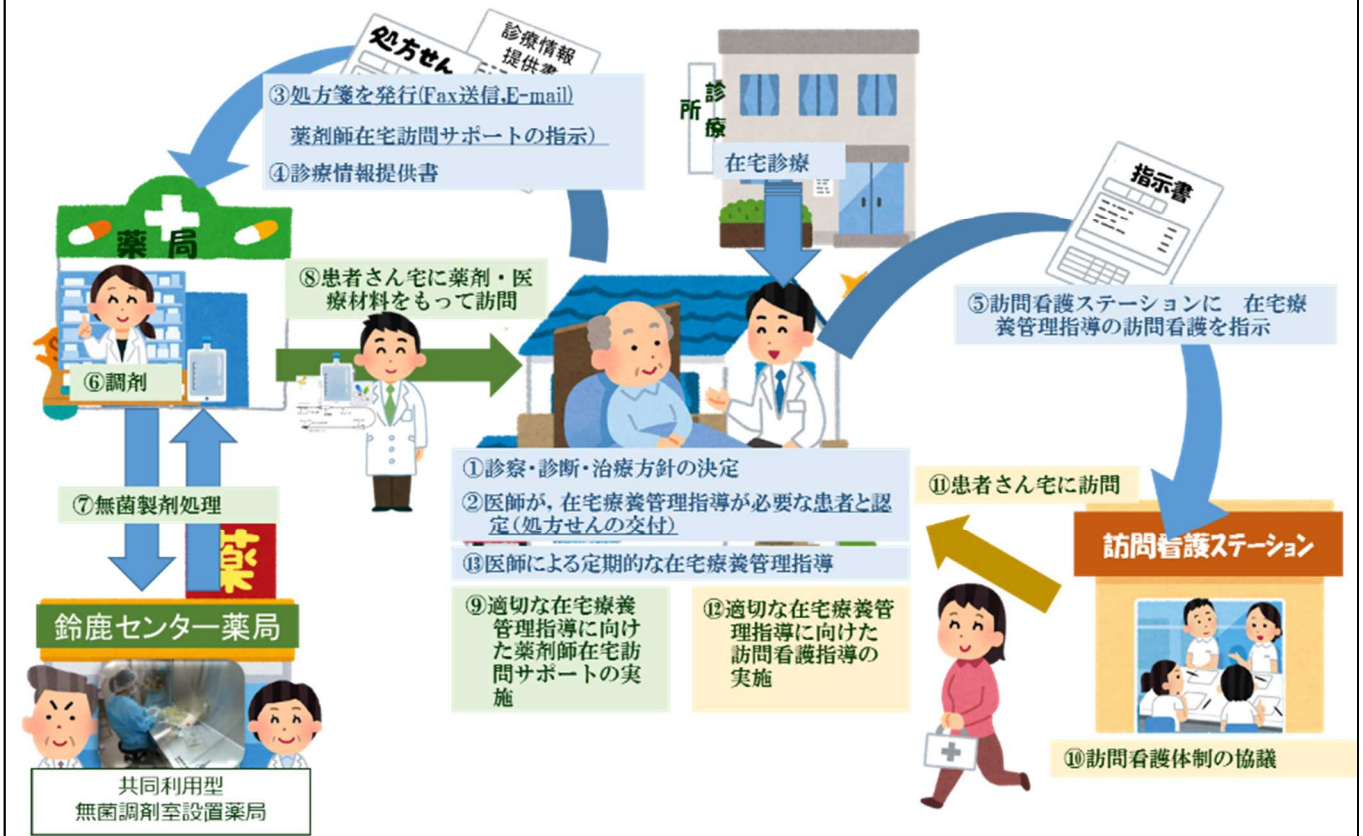 処方せん
診療情報
提供書
③処方箋を発行(Fax送信,E-mail)
薬剤師在宅訪問サポートの指示）
④診療情報提供書
診療所
在宅診療
指示書
⑤訪問看護ステーションに　在宅療
養管理指導の訪問看護を指示
薬局
⑧患者さん宅に薬剤・医
療材料をもって訪問
⑥調剤
①診察・診断・治療方針の決定
②医師が，在宅療養管理指導が必要な患者と認
定（処方せんの交付）
⑬医師による定期的な在宅療養管理指導
⑪患者さん宅に訪問
⑦無菌製剤処理
薬
訪問看護ステーション
鈴鹿センター薬局
⑨適切な在宅療養
管理指導に向け
た薬剤師在宅訪
問サポートの実
施
⑫適切な在宅療養管
理指導に向けた
訪問看護指導の
実施
⑩訪問看護体制の協議
共同利用型
無菌調剤室設置薬局